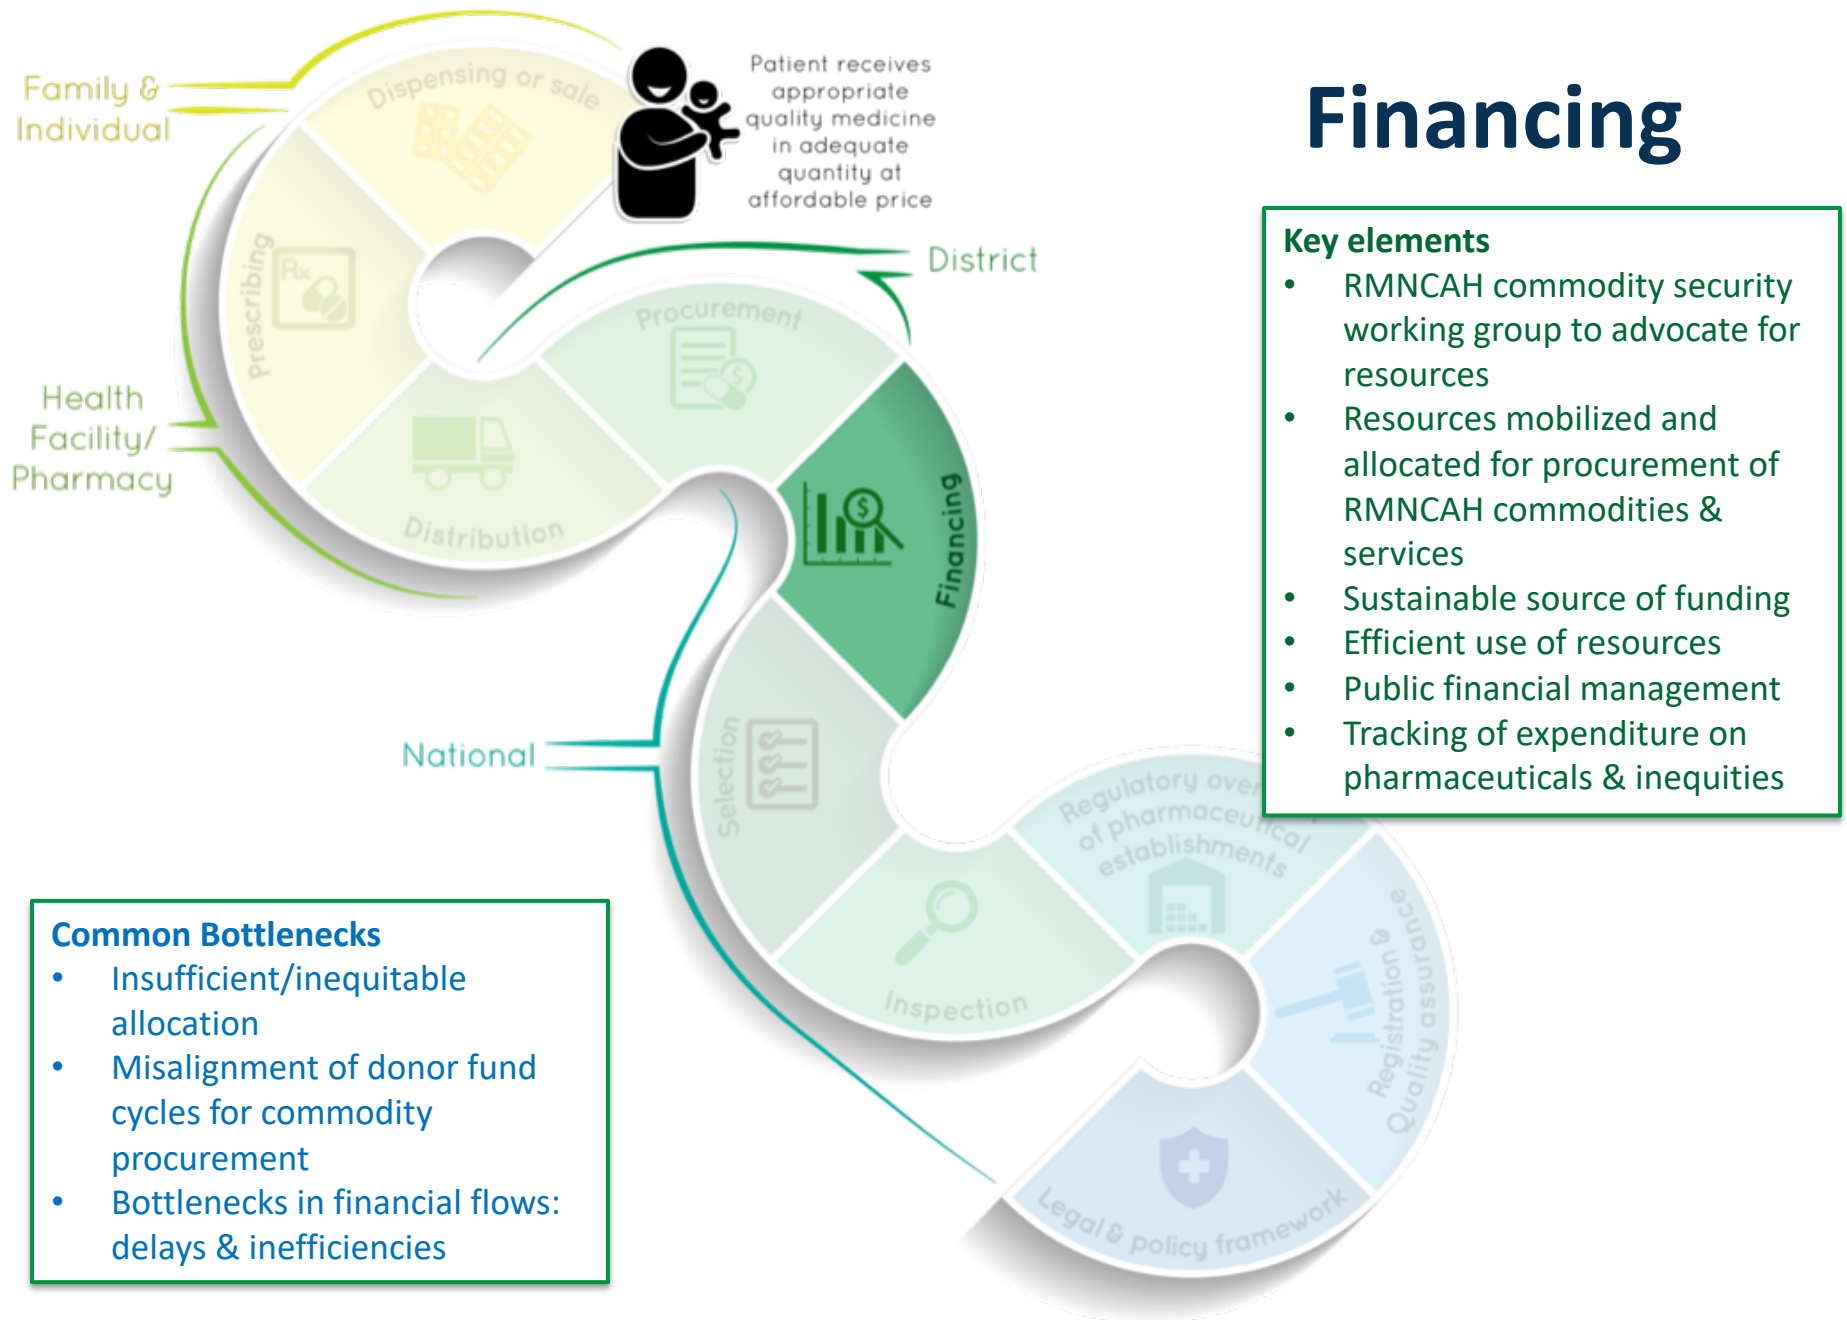 Financing
Family &
Individual
Dispensing or sale
Patient receives
appropriate
quality medicine
in adequate
quantity at
affordable price
District
Prescribing
Rx
Procurement
$
Health
Facility/
Pharmacy
Distribution
$
Financing
National
Selection
Inspection
Regulatory over
of pharmaceutical
establishments
Registration &
Quality assurance
Legal & policy framework
Key elements
• RMNCAH commodity security
working group to advocate for
resources
• Resources mobilized and
allocated for procurement of
RMNCAH commodities &
services
• Sustainable source of funding
• Efficient use of resources
• Public financial management
• Tracking of expenditure on
pharmaceuticals & inequities
Common Bottlenecks
• Insufficient/inequitable
allocation
• Misalignment of donor fund
cycles for commodity
procurement
• Bottlenecks in financial flows:
delays & inefficiencies